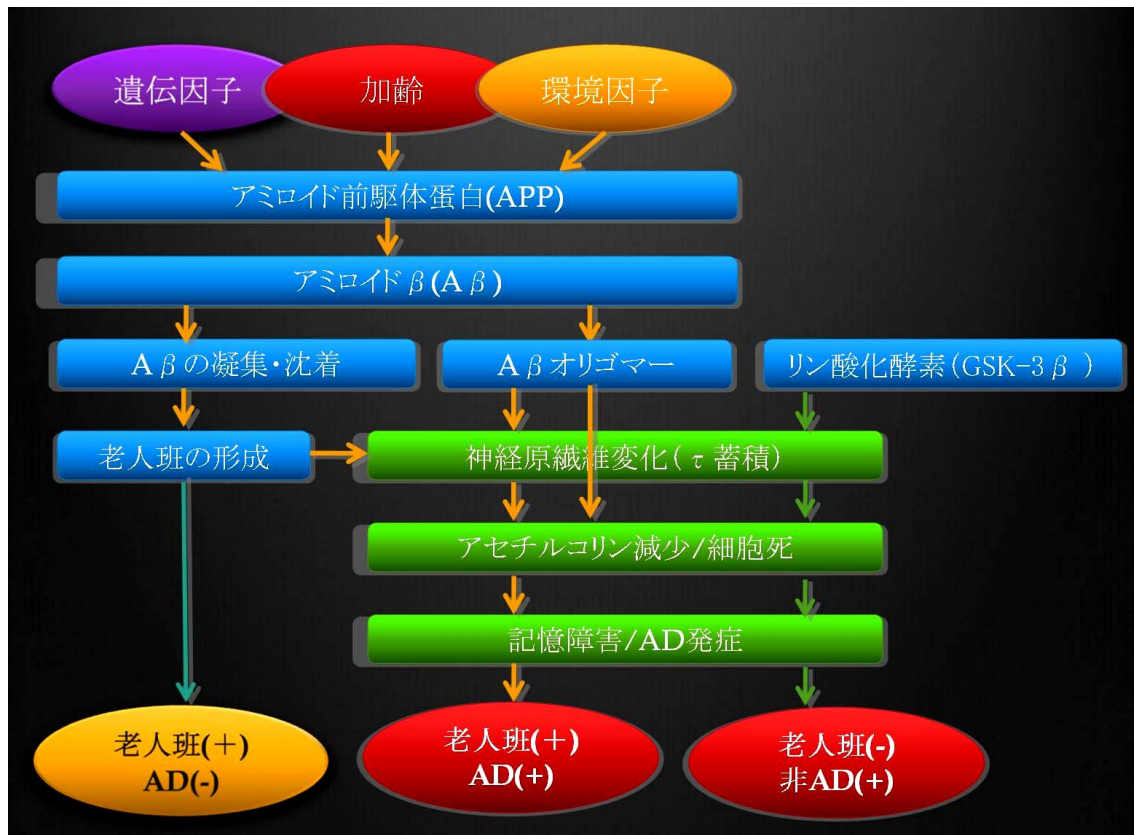 遺伝因子
加齢
環境因子
アミロイド前駆体蛋白(APP)
アミロイドβ(Aβ)
Aβの凝集・沈着
Aβオリゴマー
リン酸化酵素(GSK-3β)
老人班の形成
神経原繊維変化(τ蓄積)
アセチルコリン減少/細胞死
記憶障害/AD発症
老人班(+)
AD(-)
老人班(+)
AD(+)
老人班(-)
非AD(+)